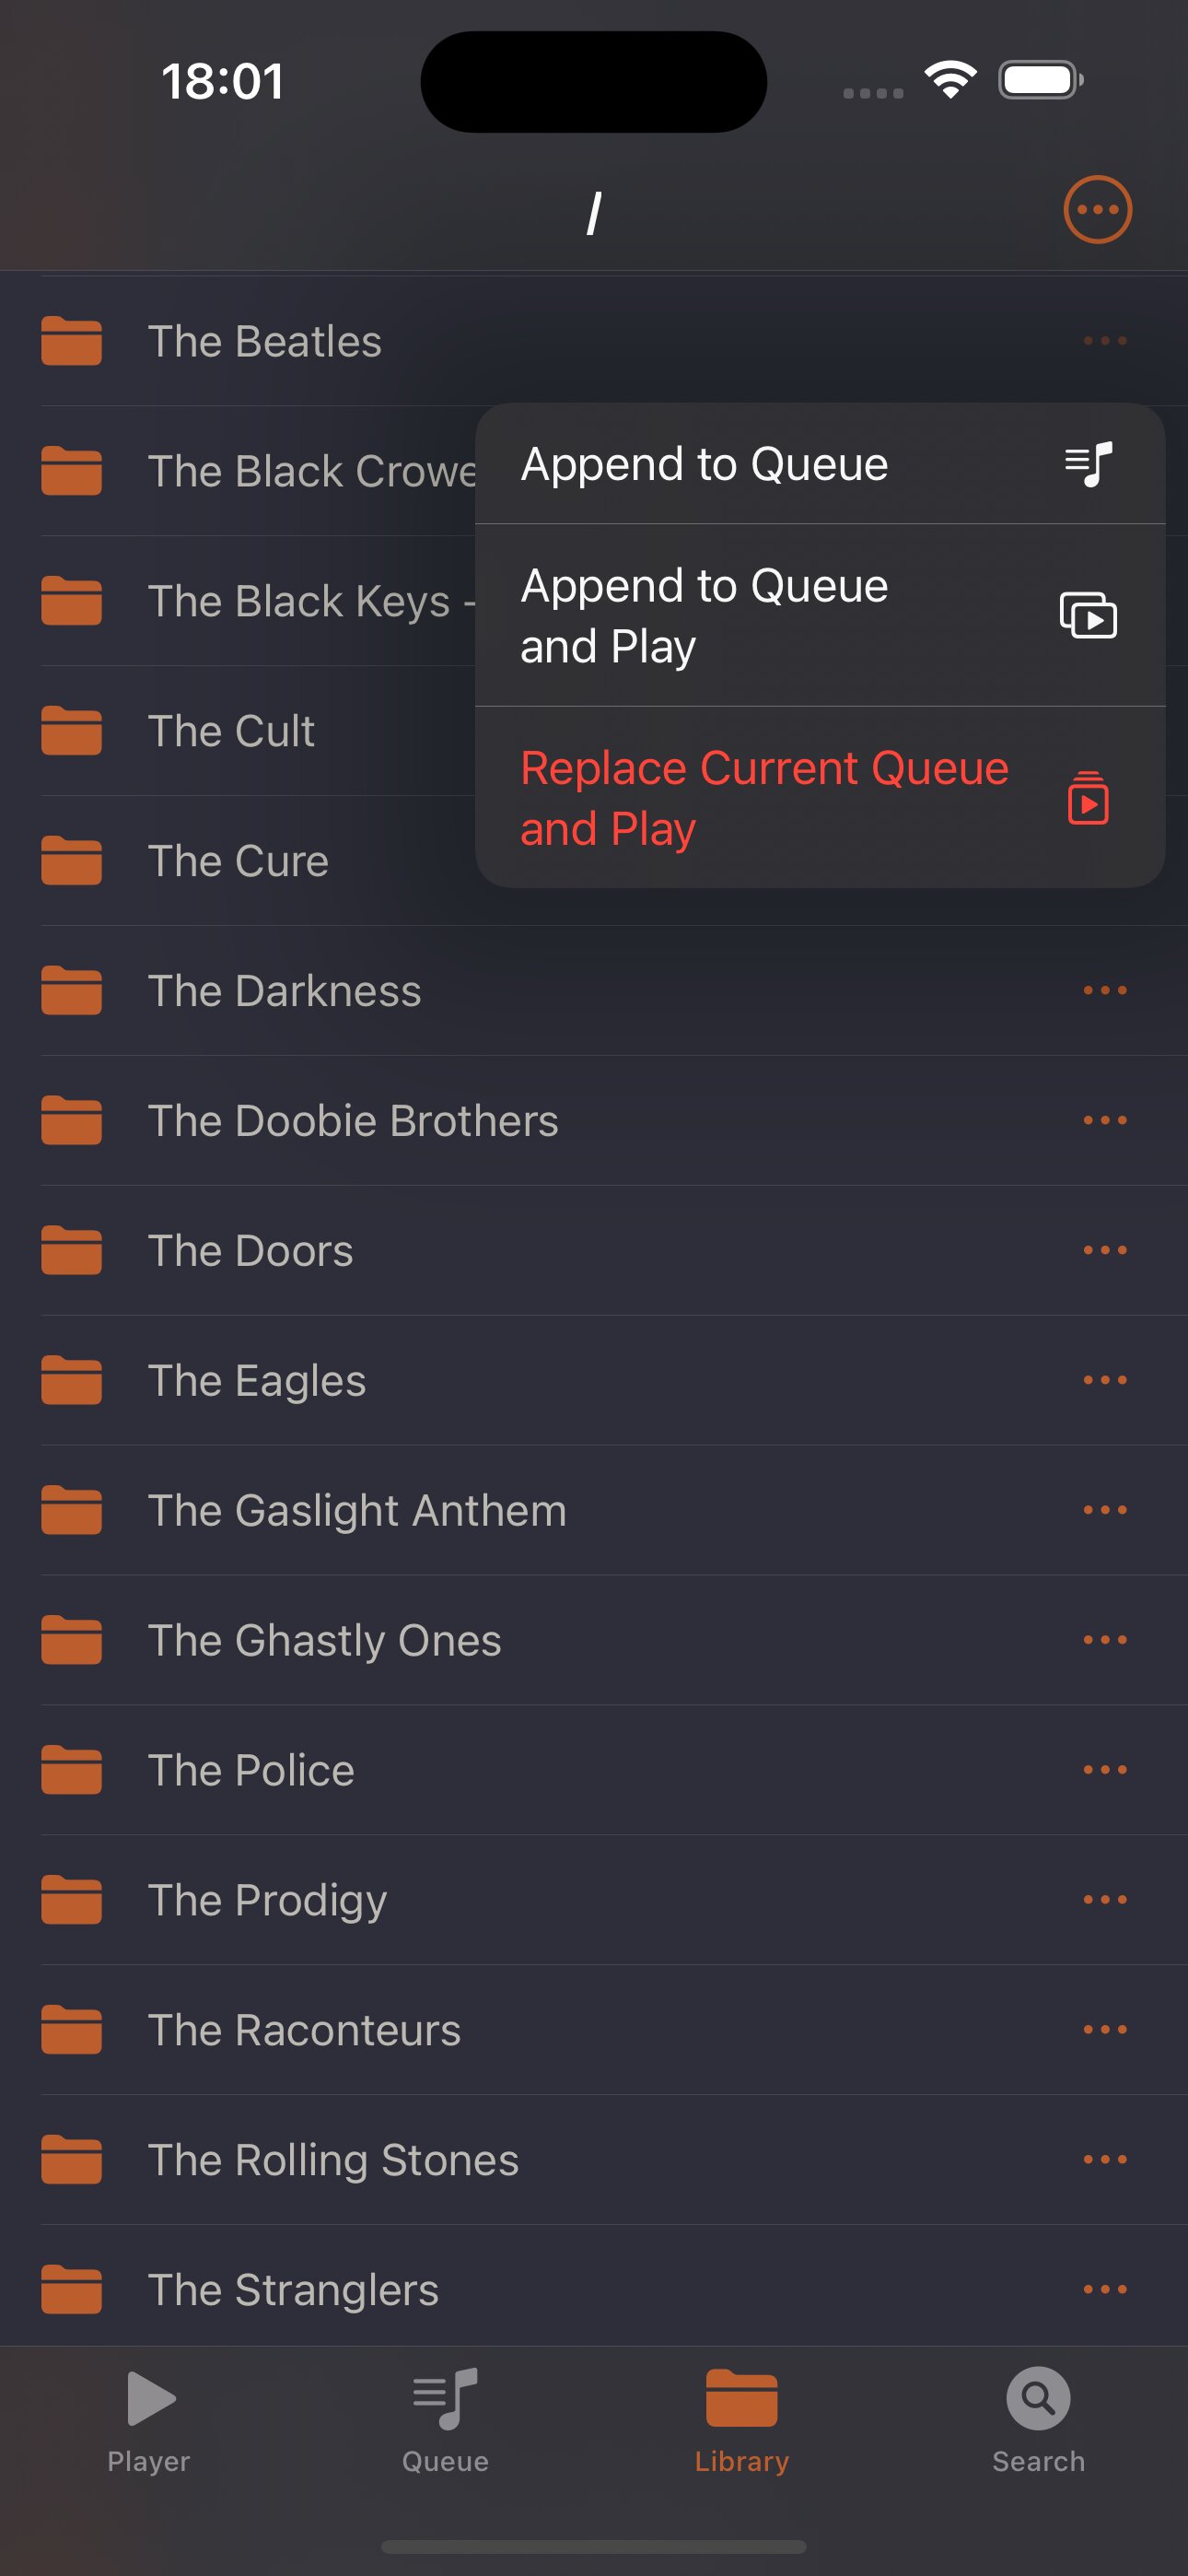 18:01
/
The Beatles
The Black Crowe
The Black Keys -
The Cult
The Cure
Append to Queue
Append to Queue
and Play
Replace Current Queue
and Play
The Darkness
The Doobie Brothers
The Doors
The Eagles
The Gaslight Anthem
The Ghastly Ones
The Police
The Prodigy
The Raconteurs
The Rolling Stones
The Stranglers
Player
Queue
Library
Search